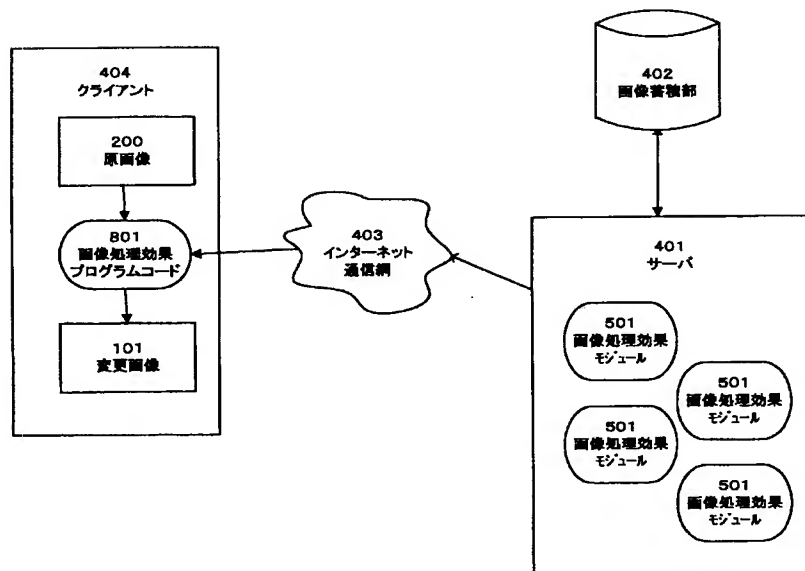 404
クライアント
200
原画像
801
画像処理効果
プログラムコード
101
変更画像
403
インターネット
通信網
402
画像蓄積部
401
サーバ
501
画像処理効果
モジュール
501
画像処理効果
モジュール
501
画像処理効果
モジュール
501
画像処理効果
モジュール